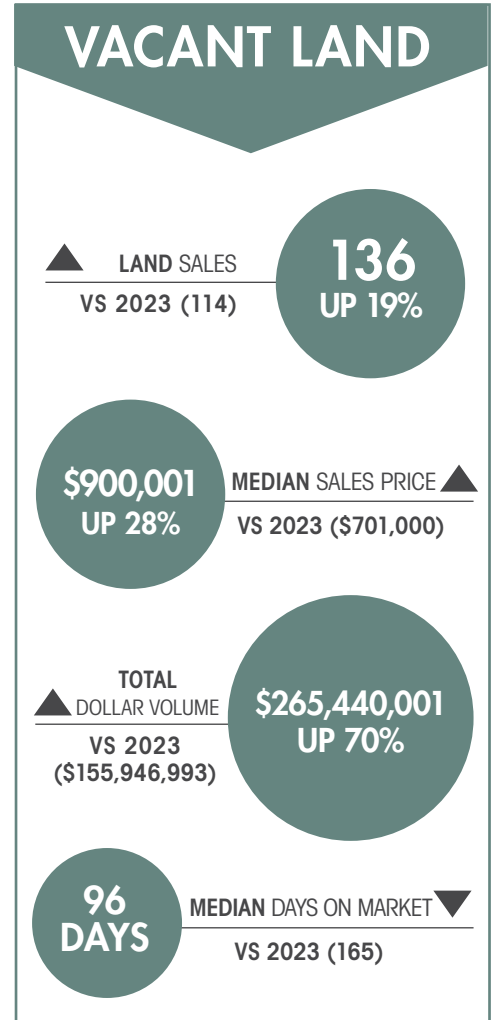 VACANT LAND
LAND SALES
VS 2023 (114)
136
UP 19%
$900,001
UP 28%
MEDIAN SALES PRICE
VS 2023 ($701,000)
TOTAL
DOLLAR VOLUME
VS 2023
($155,946,993)
$265,440,001
UP 70%
96
DAYS
MEDIAN DAYS ON MARKET
VS 2023 (165)